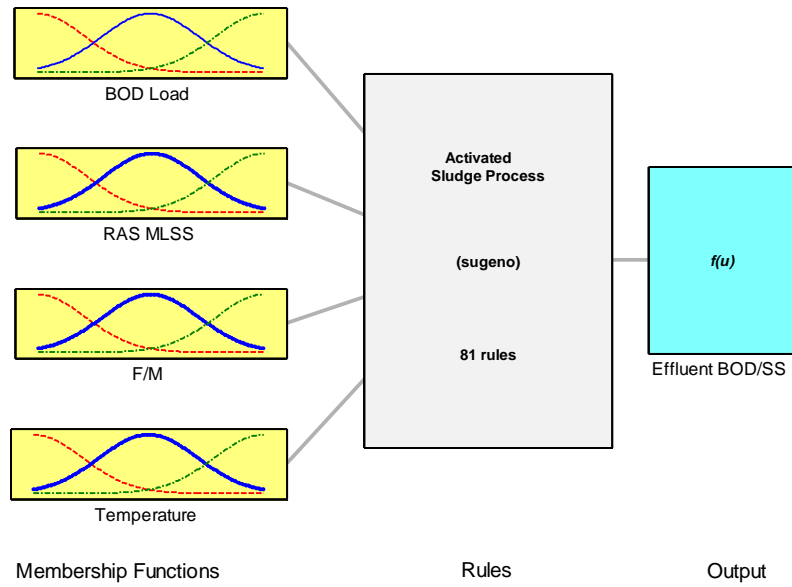 BOD Load
RAS MLSS
F/M
Temperature
Membership Functions
Activated
Sludge Process
(sugeno)
81 rules
Rules
f(u)
Effluent BOD/SS
Output